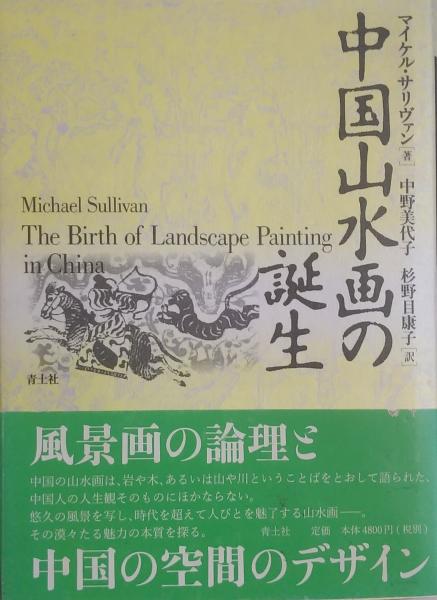 マイケル・サリヴァン[著] 中野美代子 杉野目康子[訳]
中国山水画の
誕生
Michael Sullivan
The Birth of Landscape Painting
in China
青土社
風景画の論理と
中国の山水画は、岩や木、あるいは山や川ということばをとおして語られた、
中国人の人生観そのものにほかならない。
悠久の風景を写し、時代を超えて人びとを魅了する山水画──。
その漠々たる魅力の本質を探る。
青土社 定価 本体4800円(税別)
中国の空間のデザイン